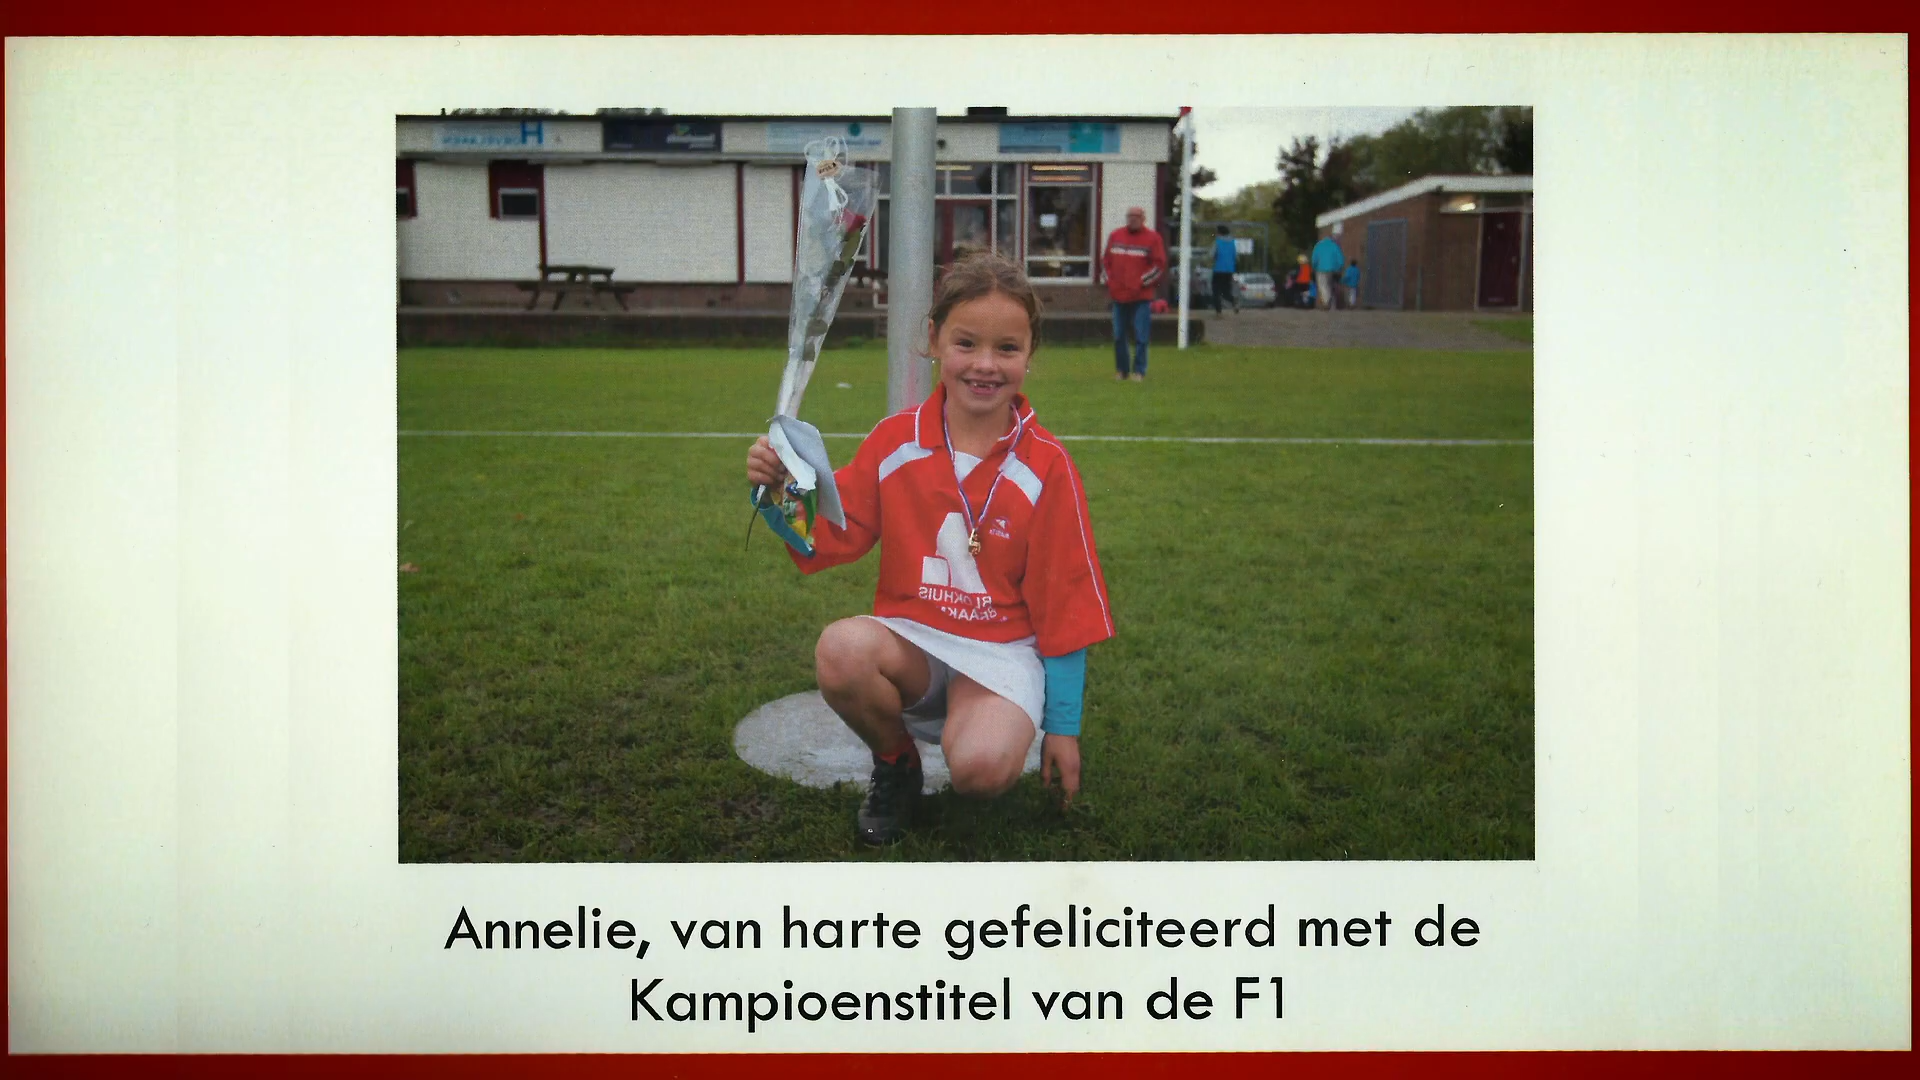 Annelie, van harte gefeliciteerd met de
Kampioenstitel van de F1